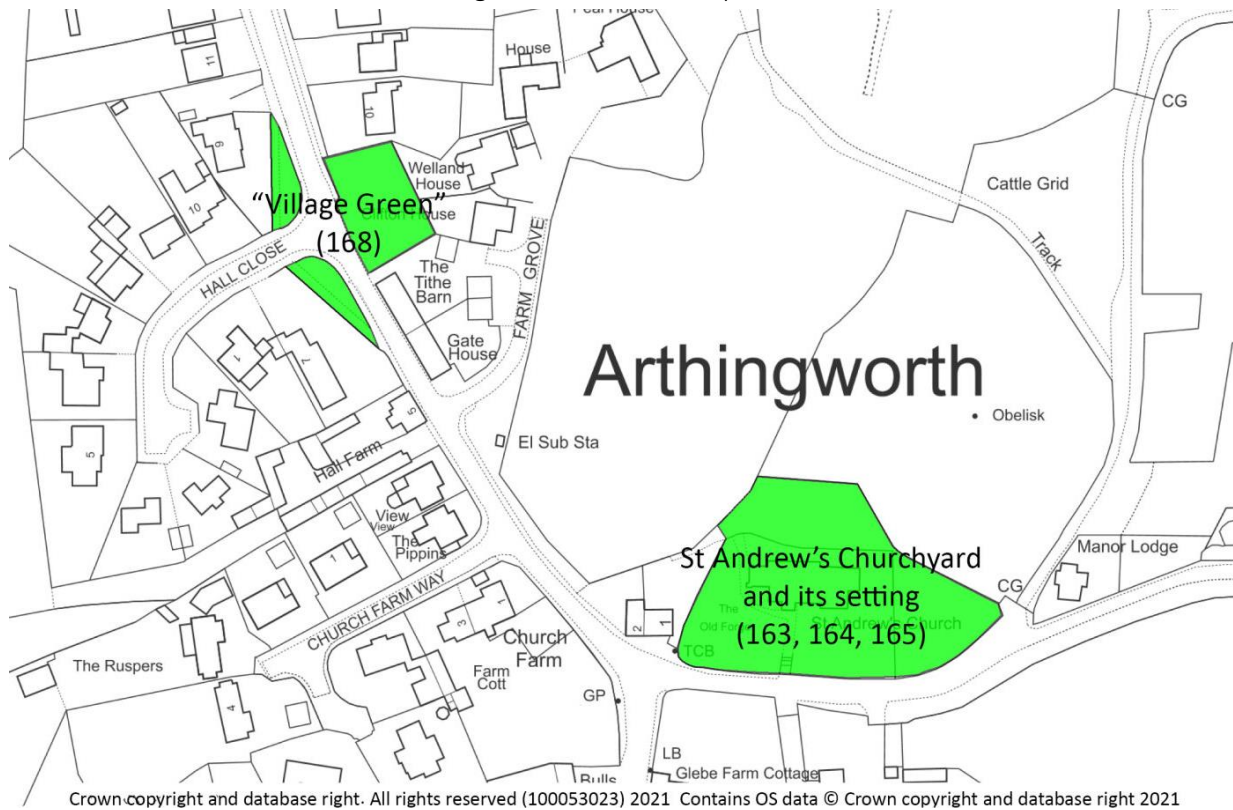 House
11
10
9
10
Welland
House
"Village Green"
(168)
Clifton House
HALL CLOSE
The
Tithe
Barn
FARM GROVE
Gate
House
1
7
5
5
Hall Farm
El Sub Sta
View
View
The
Pippins
1
CHURCH FARM WAY
3
1
Church
Farm
Farm
Cott
The Ruspers
4
GP
Arthingworth
CG
Cattle Grid
Track
Obelisk
St Andrew's Churchyard
and its setting
(163, 164, 165)
The
Old Forge
St Andrew's Church
2
1
TCB
CG
Manor Lodge
LB
Glebe Farm Cottage
Bulls
Crown copyright and database right. All rights reserved (100053023) 2021 Contains OS data © Crown copyright and database right 2021